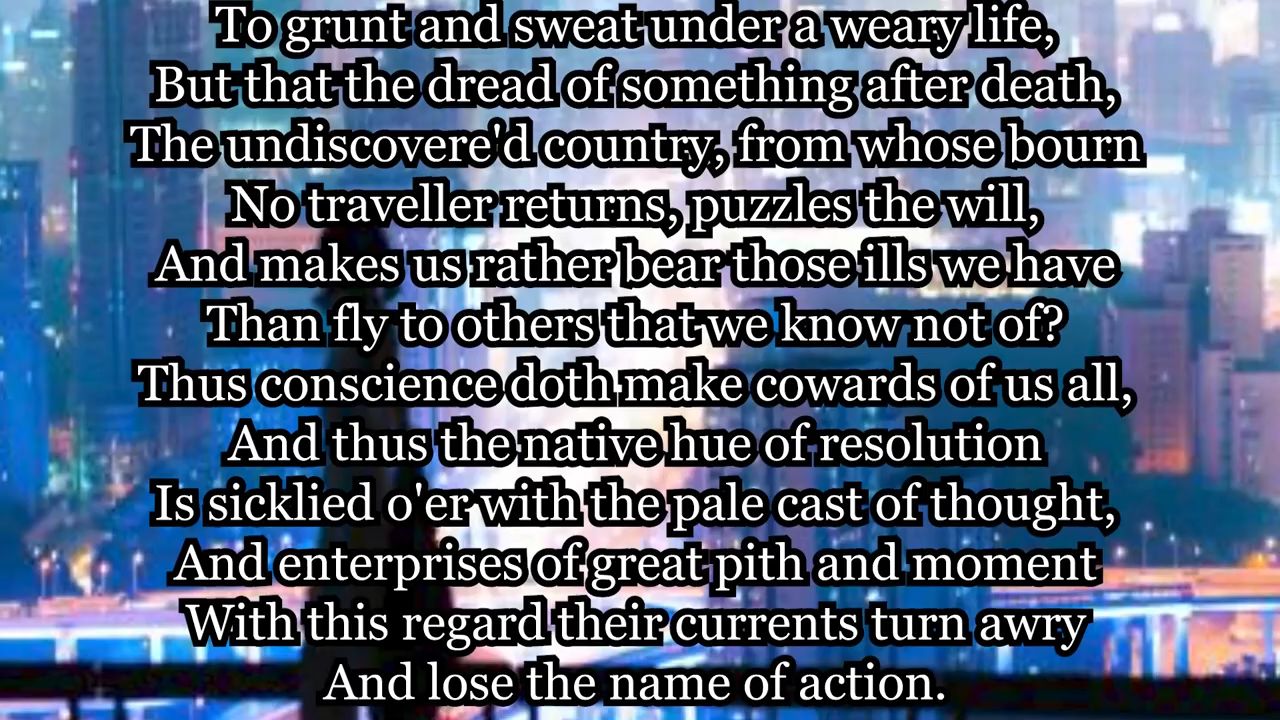 To grunt and sweat under a weary life,
But that the dread of something after death,
The undiscovere'd country, from whose bourn
No traveller returns, puzzles the will,
And makes us rather bear those ills we have
Than fly to others that we know not of?
Thus conscience doth make cowards of us all,
And thus the native hue of resolution
Is sicklied o'er with the pale cast of thought,
And enterprises of great pith and moment
With this regard their currents turn awry
And lose the name of action.